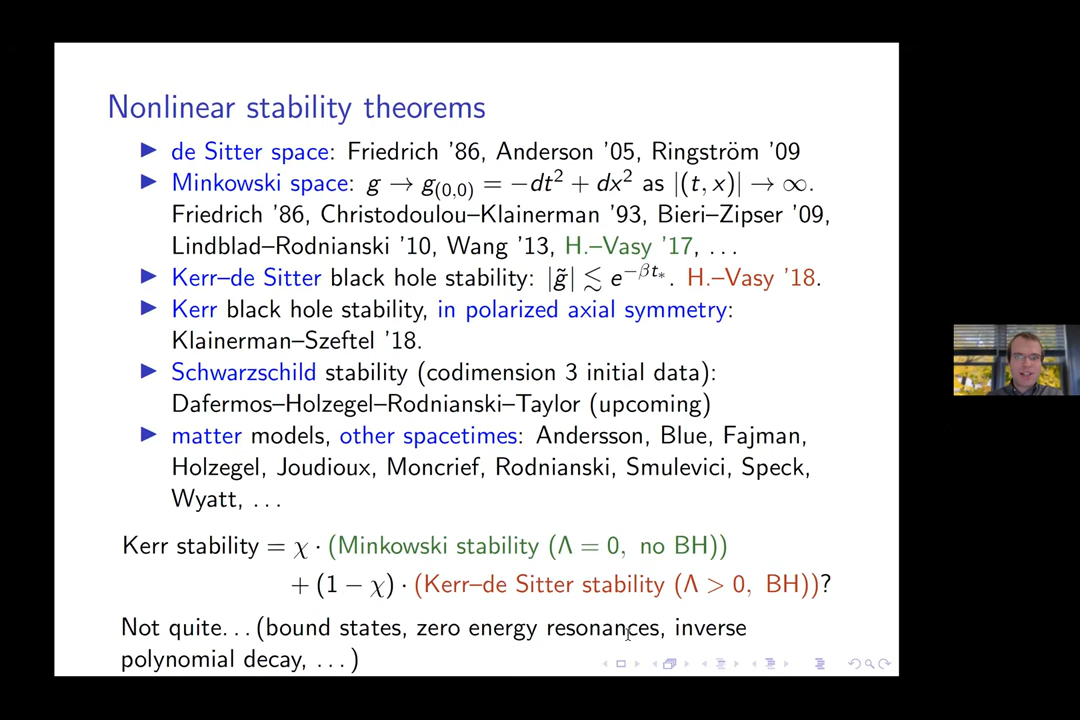 Nonlinear stability theorems
▶ de Sitter space: Friedrich '86, Anderson '05, Ringström '09
▶ Minkowski space: g → g_(0,0) = −dt² + dx² as |(t, x)| → ∞.
Friedrich '86, Christodoulou–Klainerman '93, Bieri–Zipser '09,
Lindblad–Rodnianski '10, Wang '13, H.–Vasy '17, . . .
▶ Kerr–de Sitter black hole stability: |g̃| ≲ e^{−βt_*}. H.–Vasy '18.
▶ Kerr black hole stability, in polarized axial symmetry:
Klainerman–Szeftel '18.
▶ Schwarzschild stability (codimension 3 initial data):
Dafermos–Holzegel–Rodnianski–Taylor (upcoming)
▶ matter models, other spacetimes: Andersson, Blue, Fajman,
Holzegel, Joudioux, Moncrief, Rodnianski, Smulevici, Speck,
Wyatt, . . .
Kerr stability = χ · (Minkowski stability (Λ = 0, no BH))
+ (1 − χ) · (Kerr–de Sitter stability (Λ > 0, BH))?
Not quite. . . (bound states, zero energy resonances, inverse
polynomial decay, . . . )